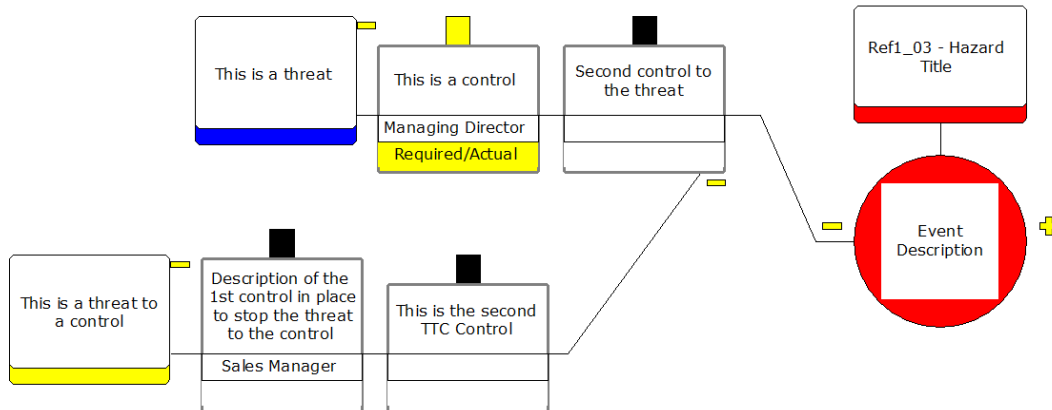 This is a threat
This is a control
Managing Director
Required/Actual
Second control to
the threat
Ref1_03 - Hazard
Title
Event
Description
This is a threat to
a control
Description of the
1st control in place
to stop the threat
to the control
Sales Manager
This is the second
TTC Control